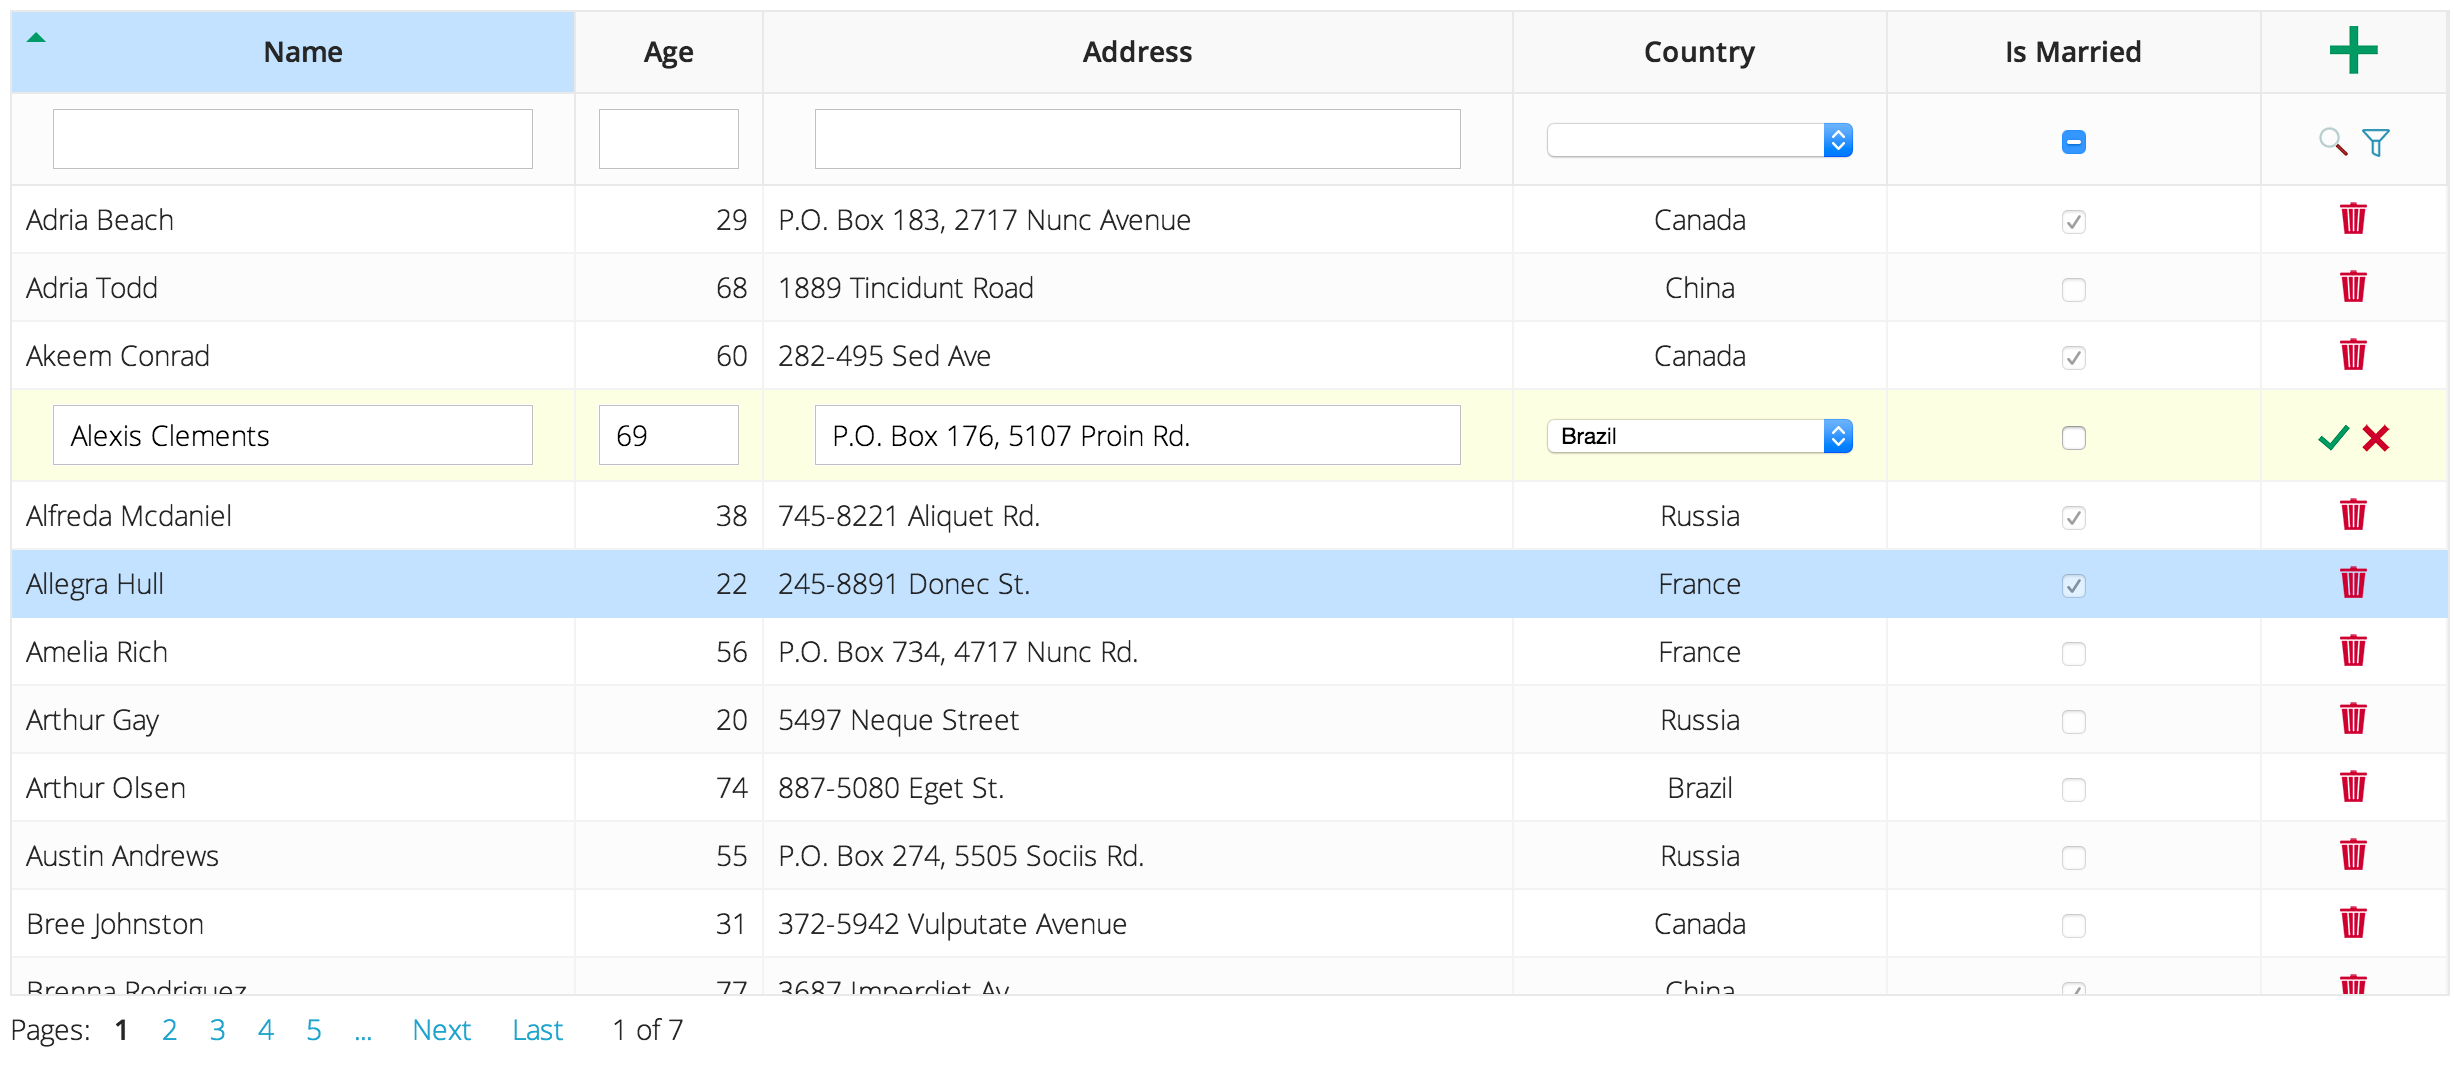 Name Age Address Country Is Married
Adria Beach 29 P.O. Box 183, 2717 Nunc Avenue Canada
Adria Todd 68 1889 Tincidunt Road China
Akeem Conrad 60 282-495 Sed Ave Canada
Alexis Clements 69 P.O. Box 176, 5107 Proin Rd. Brazil
Alfreda Mcdaniel 38 745-8221 Aliquet Rd. Russia
Allegra Hull 22 245-8891 Donec St. France
Amelia Rich 56 P.O. Box 734, 4717 Nunc Rd. France
Arthur Gay 20 5497 Neque Street Russia
Arthur Olsen 74 887-5080 Eget St. Brazil
Austin Andrews 55 P.O. Box 274, 5505 Sociis Rd. Russia
Bree Johnston 31 372-5942 Vulputate Avenue Canada
Brenna Rodriguez 77 3687 Imperdiet Av China
Pages: 1 2 3 4 5 ... Next Last 1 of 7